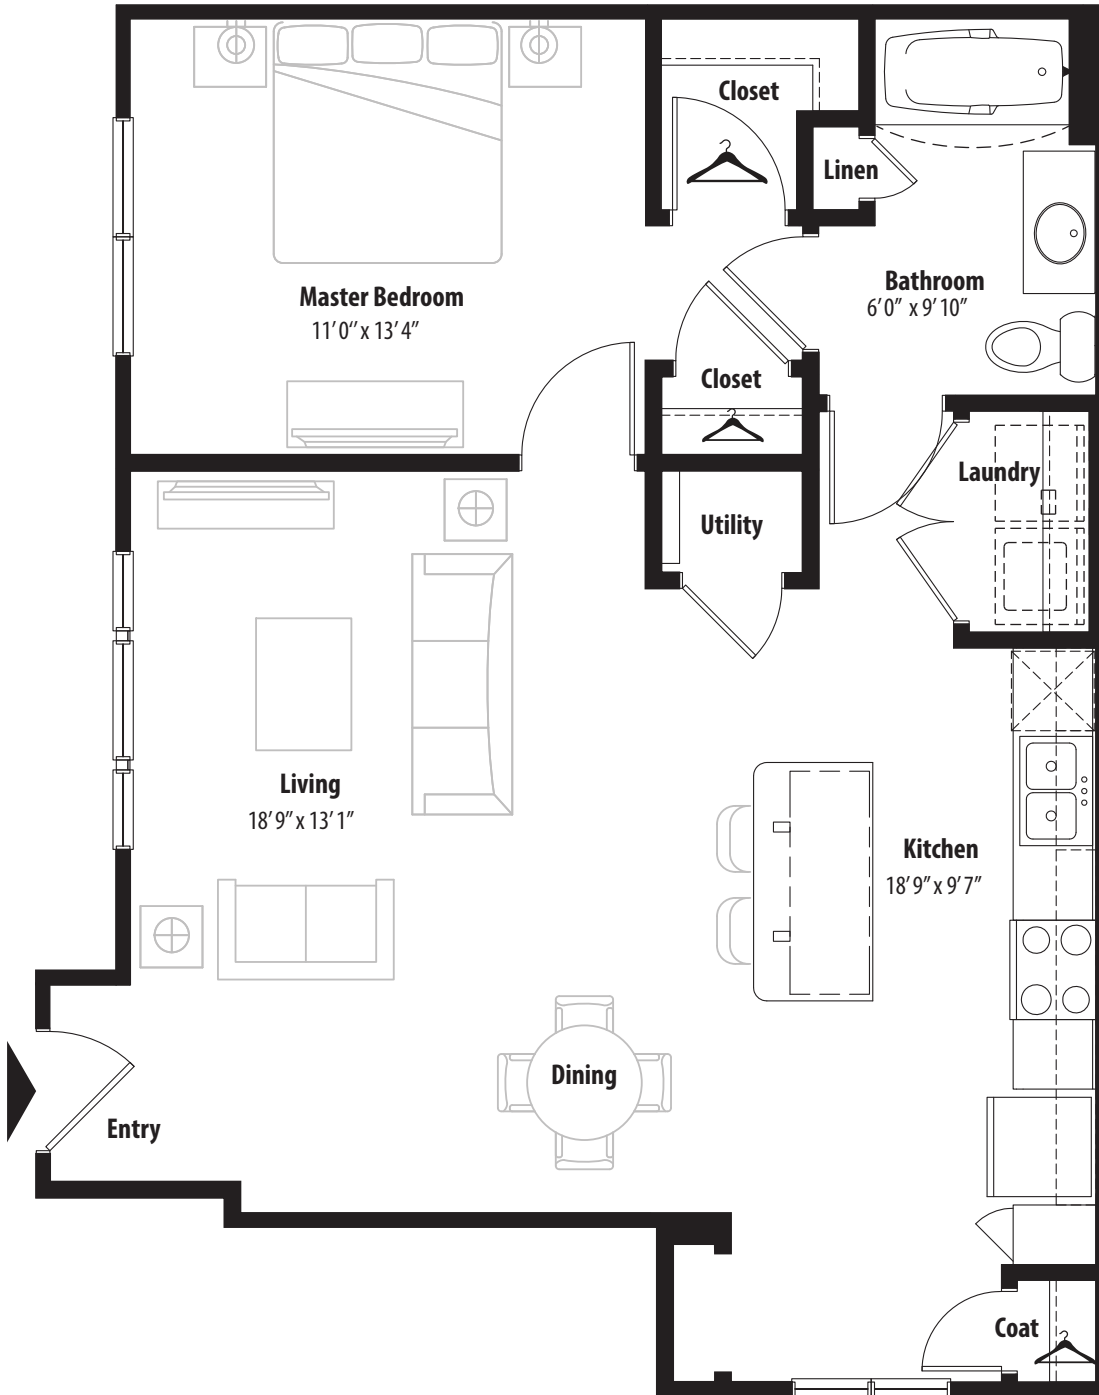 Closet
Linen
Bathroom
6'0" x 9'10"
Master Bedroom
11'0" x 13'4"
Closet
Laundry
Utility
Living
18'9" x 13'1"
Kitchen
18'9" x 9'7"
Dining
Entry
Coat